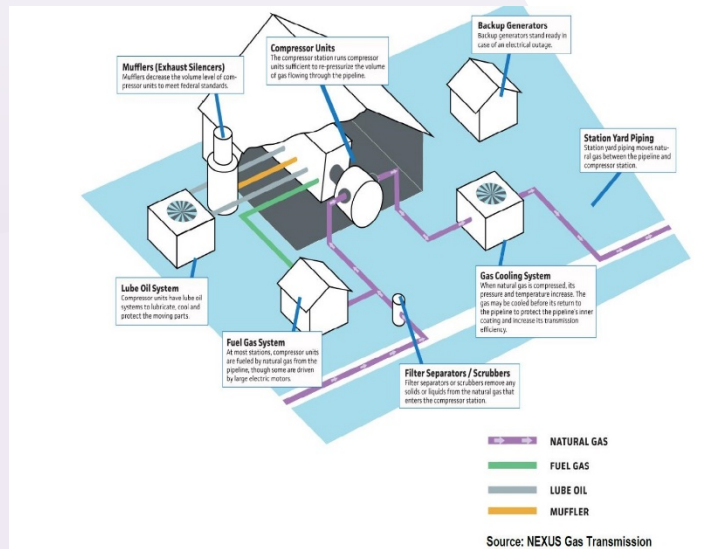 Backup Generators
Backup generators stand ready in
case of an electrical outage.
Compressor Units
The compressor station runs compressor
units sufficient to re-pressurize the volume
of gas flowing through the pipeline.
Mufflers (Exhaust Silencers)
Mufflers decrease the volume level of com-
pressor units to meet federal standards.
Station Yard Piping
Station yard piping moves natu-
ral gas between the pipeline and
compressor station.
Lube Oil System
Compressor units have lube oil
systems to lubricate, cool and
protect the moving parts.
Gas Cooling System
When natural gas is compressed, its
pressure and temperature increase. The
gas may be cooled before its return to
the pipeline to protect the pipeline's inner
coating and increase its transmission
efficiency.
Fuel Gas System
At most stations, compressor units
are fueled by natural gas from the
pipeline, though some are driven
by large electric motors.
Filter Separators / Scrubbers
Filter separators or scrubbers remove any
solids or liquids from the natural gas that
enters the compressor station.
NATURAL GAS
FUEL GAS
LUBE OIL
MUFFLER
Source: NEXUS Gas Transmission